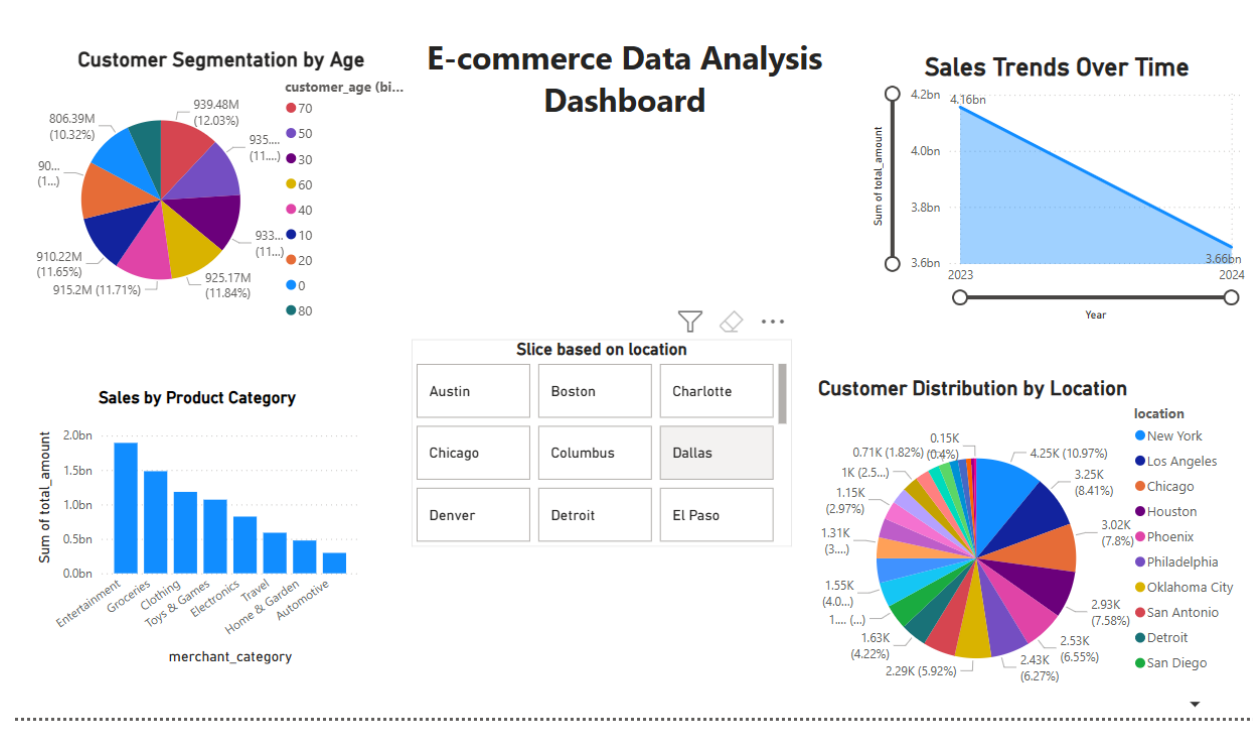 E-commerce Data Analysis
Dashboard
Customer Segmentation by Age
customer_age (bi...
70
50
30
60
40
10
20
0
80
939.48M
(12.03%)
935....
(11....)
933...
(11...)
925.17M
(11.84%)
915.2M (11.71%)
910.22M
(11.65%)
90...
(1...)
806.39M
(10.32%)
Sales Trends Over Time
4.2bn
4.0bn
3.8bn
3.6bn
Sum of total_amount
4.16bn
3.66bn
2023
2024
Year
Slice based on location
Austin
Boston
Charlotte
Chicago
Columbus
Dallas
Denver
Detroit
El Paso
Sales by Product Category
2.0bn
1.5bn
1.0bn
0.5bn
0.0bn
Sum of total_amount
Entertainment
Groceries
Clothing
Toys & Games
Electronics
Travel
Home & Garden
Automotive
merchant_category
Customer Distribution by Location
location
New York
Los Angeles
Chicago
Houston
Phoenix
Philadelphia
Oklahoma City
San Antonio
Detroit
San Diego
4.25K (10.97%)
3.25K
(8.41%)
3.02K
(7.8%)
2.93K
(7.58%)
2.53K
(6.55%)
2.43K
(6.27%)
2.29K (5.92%)
1.63K
(4.22%)
1.... (...)
1.55K
(4.0...)
1.31K
(3....)
1.15K
(2.97%)
1K (2.5...)
0.71K (1.82%)
0.15K
(0.4%)